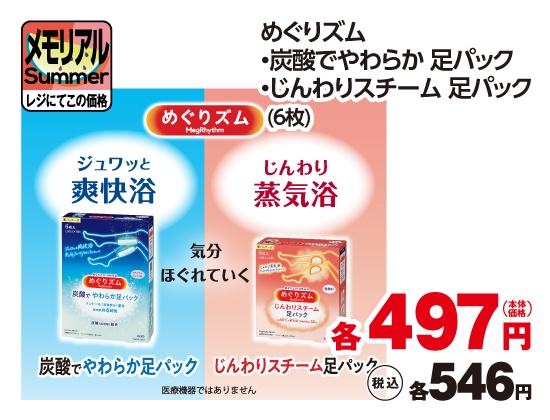 メモリアル
Summer
レジにてこの価格
めぐりズム
・炭酸でやわらか 足パック
・じんわりスチーム 足パック
(6枚)
めぐりズム
MegRhythm
ジュワッと
爽快浴
じんわり
蒸気浴
気分
ほぐれていく
6枚入
めぐりズム
炭酸で やわらか足パック
めぐりズム
じんわりスチーム
足パック
炭酸でやわらか足パック
じんわりスチーム足パック
医療機器ではありません
各497円(本体価格)
税込 各546円